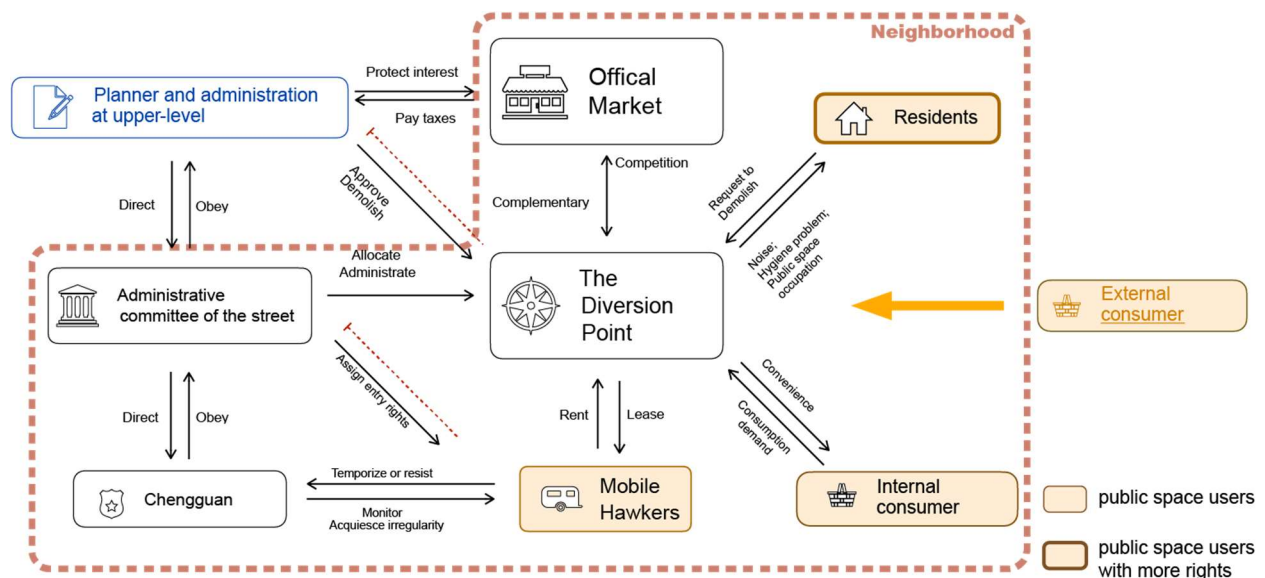 Neighborhood
Planner and administration
at upper-level
Protect interest
Pay taxes
Offical
Market
Residents
Approve
Demolish
Competition
Complementary
Request to
Demolish
Noise;
Hygiene problem;
Public space
occupation
Direct
Obey
Allocate
Administrate
Administrative
committee of the street
The
Diversion
Point
External
consumer
Assign entry rights
Direct
Obey
Rent
Lease
Convenience
Consumption
demand
Chengguan
Temporize or resist
Monitor
Acquiesce irregularity
Mobile
Hawkers
Internal
consumer
public space users
public space users
with more rights